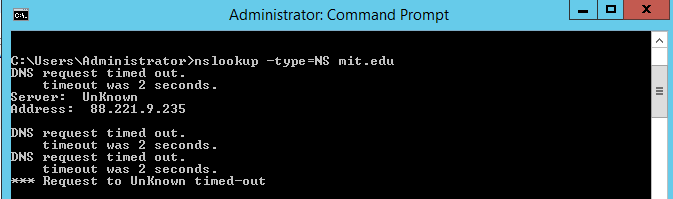 Administrator: Command Prompt
C:\Users\Administrator>nslookup -type=NS mit.edu
DNS request timed out.
    timeout was 2 seconds.
Server:  UnKnown
Address:  88.221.9.235
DNS request timed out.
    timeout was 2 seconds.
DNS request timed out.
    timeout was 2 seconds.
*** Request to UnKnown timed-out